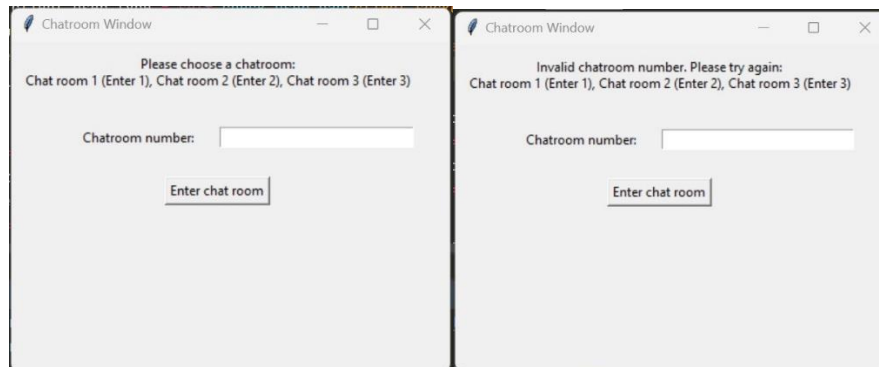 Chatroom Window
Please choose a chatroom:
Chat room 1 (Enter 1), Chat room 2 (Enter 2), Chat room 3 (Enter 3)
Chatroom number:
Enter chat room
Chatroom Window
Invalid chatroom number. Please try again:
Chat room 1 (Enter 1), Chat room 2 (Enter 2), Chat room 3 (Enter 3)
Chatroom number:
Enter chat room